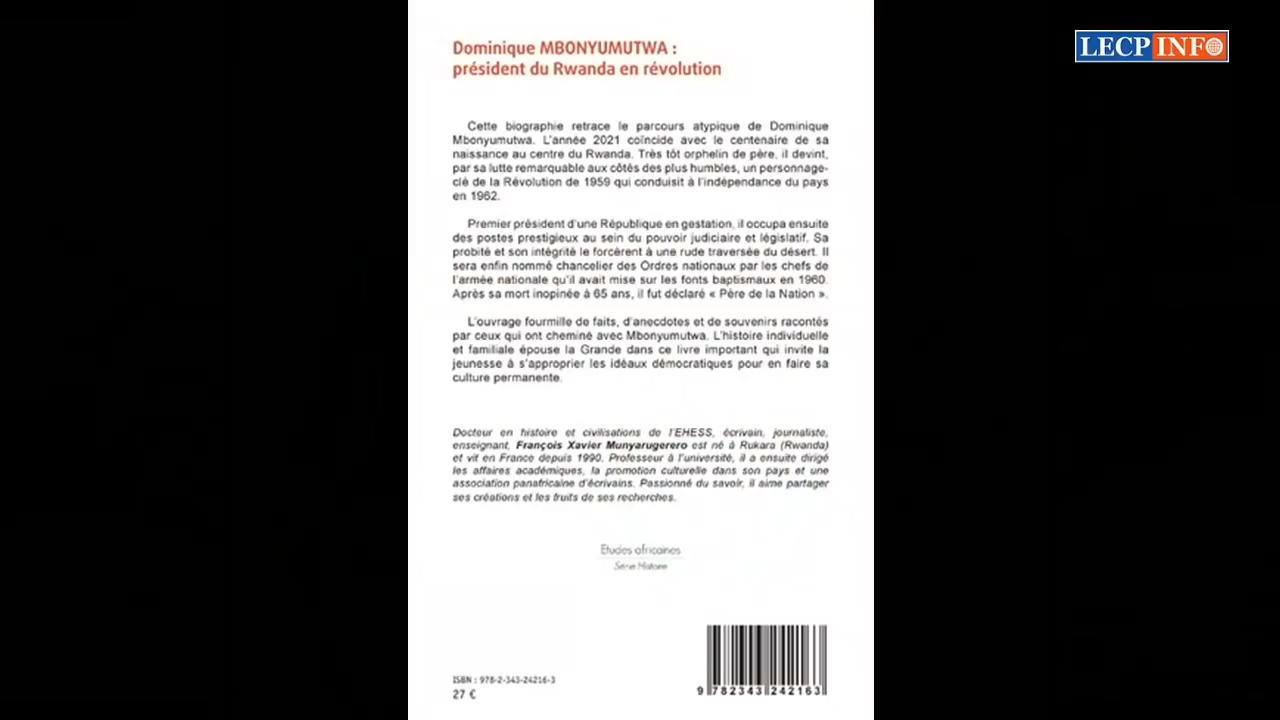 LECP INFO
Dominique MBONYUMUTWA :
président du Rwanda en révolution
Cette biographie retrace le parcours atypique de Dominique
Mbonyumutwa. L'année 2021 coïncide avec le centenaire de sa
naissance au centre du Rwanda. Très tôt orphelin de père, il devint,
par sa lutte remarquable aux côtés des plus humbles, un personnage-
clé de la Révolution de 1959 qui conduisit à l'indépendance du pays
en 1962.
Premier président d'une République en gestation, il occupa ensuite
des postes prestigieux au sein du pouvoir judiciaire et législatif. Sa
probité et son intégrité le forcèrent à une rude traversée du désert. Il
sera enfin nommé chancelier des Ordres nationaux par les chefs de
l'armée nationale qu'il avait mise sur les fonts baptismaux en 1960.
Après sa mort inopinée à 65 ans, il fut déclaré « Père de la Nation ».
L'ouvrage fourmille de faits, d'anecdotes et de souvenirs racontés
par ceux qui ont cheminé avec Mbonyumutwa. L'histoire individuelle
et familiale épouse la Grande dans ce livre important qui invite la
jeunesse à s'approprier les idéaux démocratiques pour en faire sa
culture permanente.
Docteur en histoire et civilisations de l'EHESS, écrivain, journaliste,
enseignant, François Xavier Munyarugerero est né à Rukara (Rwanda)
et vit en France depuis 1990. Professeur à l'université, il a ensuite dirigé
les affaires académiques, la promotion culturelle dans son pays et une
association panafricaine d'écrivains. Passionné du savoir, il aime partager
ses créations et les fruits de ses recherches.
Etudes africaines
Série Histoire
ISBN : 978-2-343-24216-3
27 €
9 782343 242163